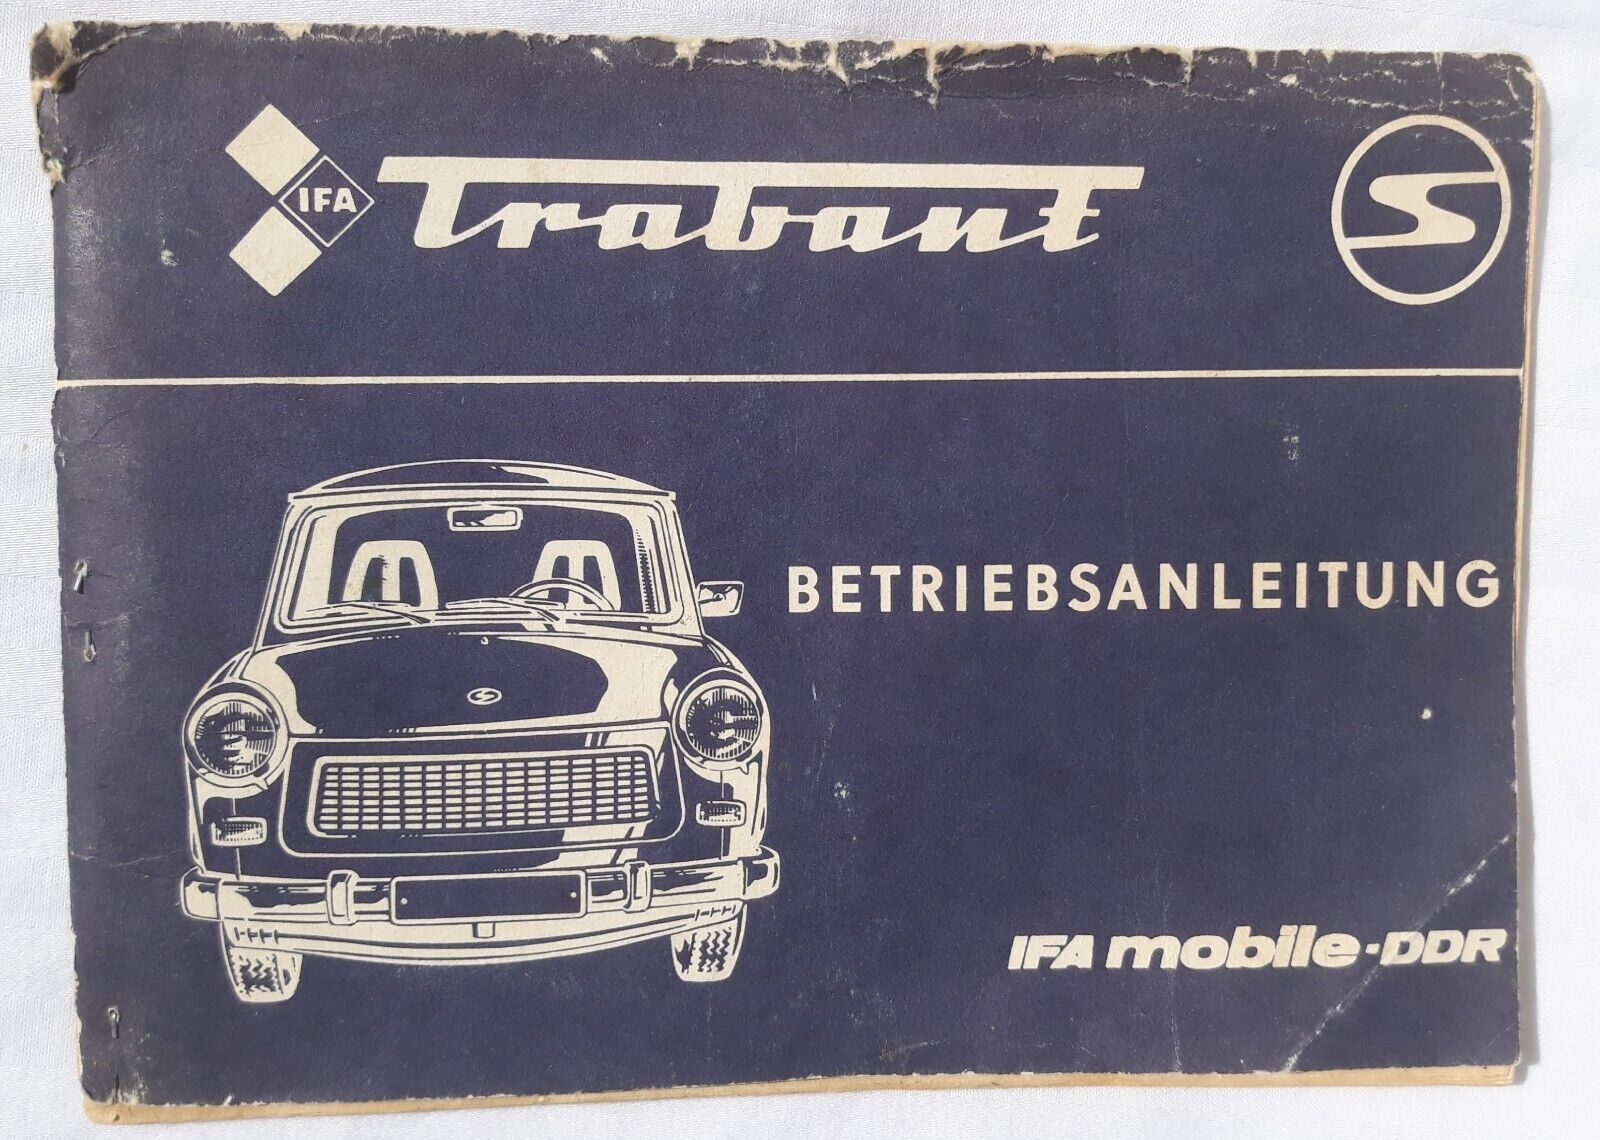 IFA Trabant S
BETRIEBSANLEITUNG
IFA mobile-DDR